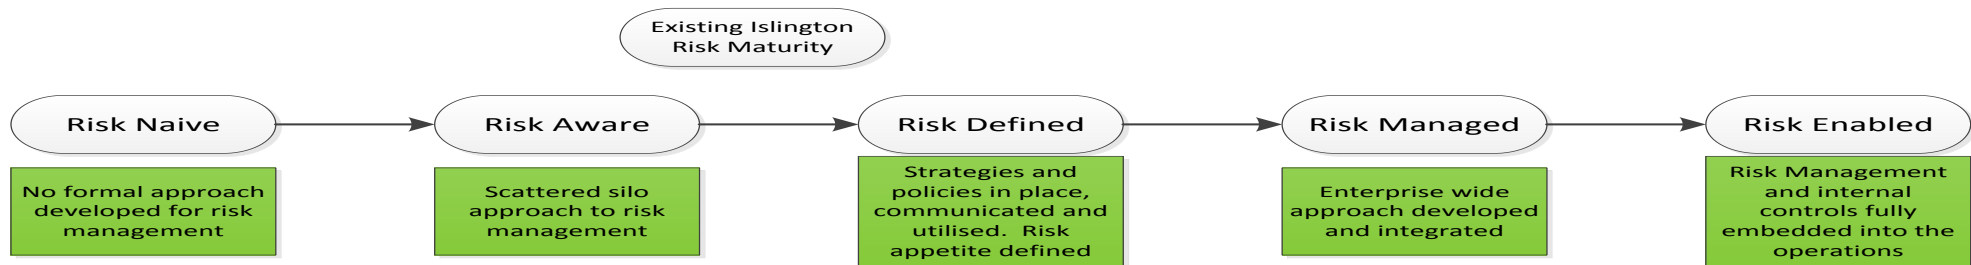 Existing Islington
Risk Maturity
Risk Naive
Risk Aware
Risk Defined
Risk Managed
Risk Enabled
No formal approach
developed for risk
management
Scattered silo
approach to risk
management
Strategies and
policies in place,
communicated and
utilised.  Risk
appetite defined
Enterprise wide
approach developed
and integrated
Risk Management
and internal
controls fully
embedded into the
operations